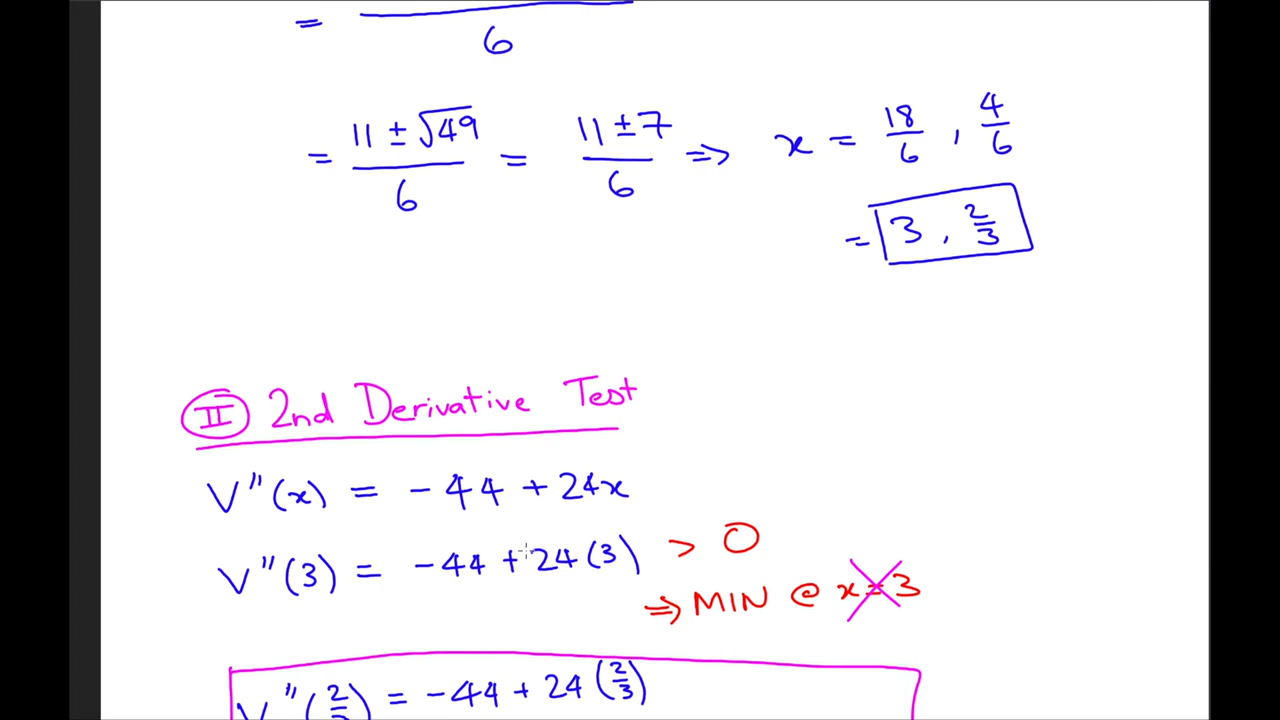 = ――― / 6
= (11 ± √49)/6 = (11 ± 7)/6 ⇒ x = 18/6 , 4/6
= 3 , 2/3
II 2nd Derivative Test
V''(x) = - 44 + 24x
V''(3) = - 44 + 24 (3) > 0
⇒ MIN @ x = 3
V''(2/3) = - 44 + 24 (2/3)